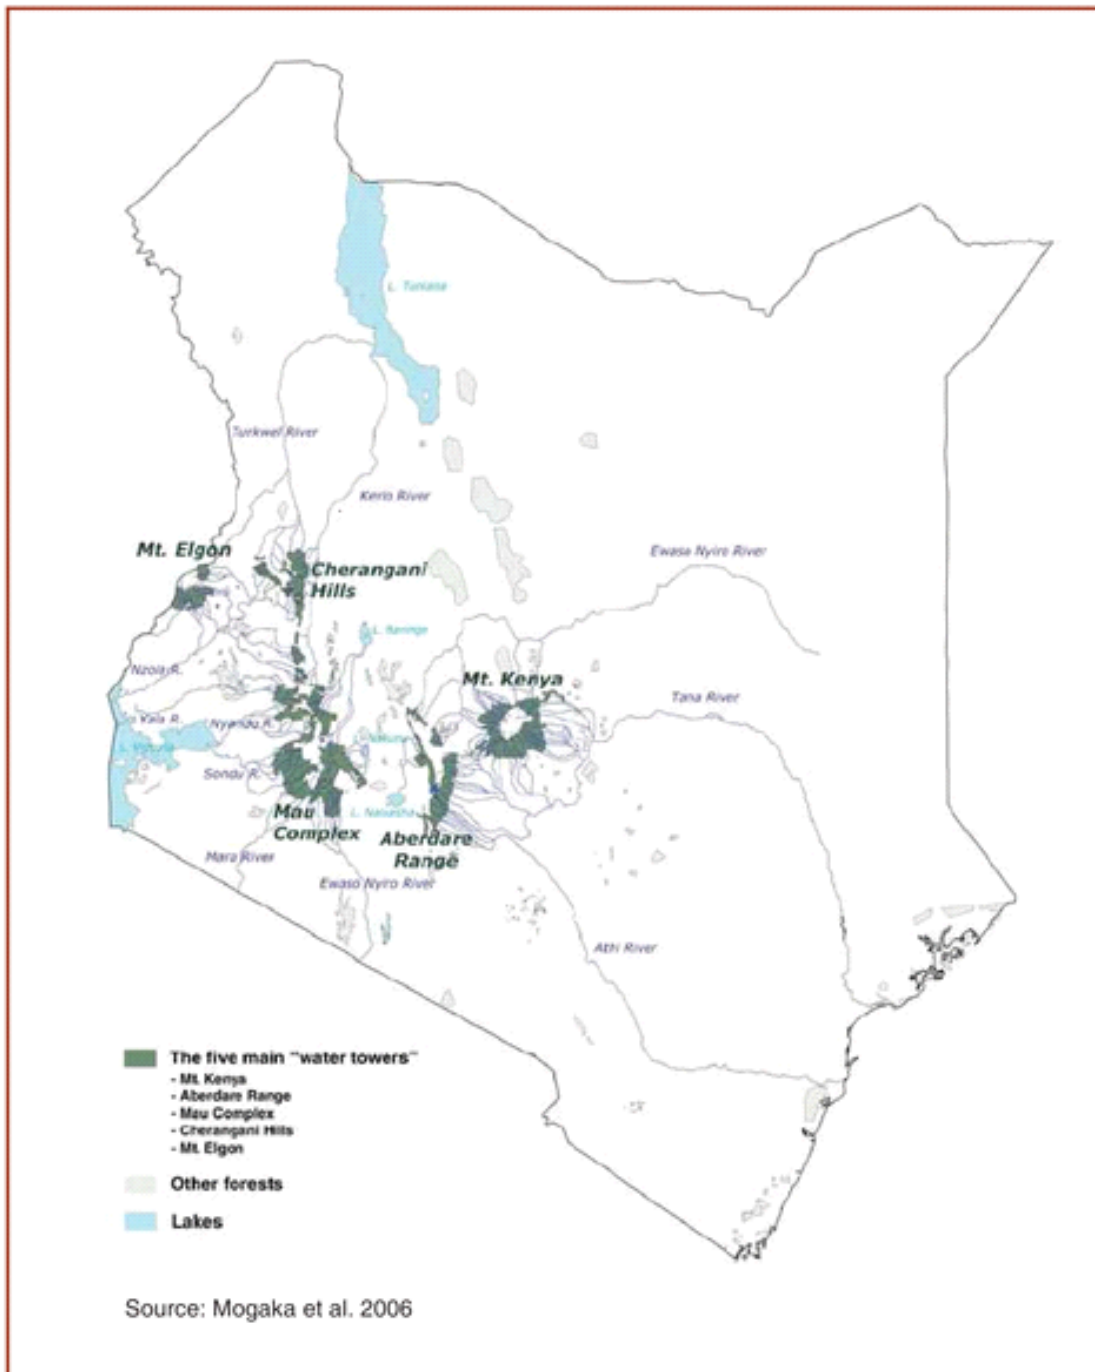 L. Turkana
Turkwel River
Kerio River
Mt. Elgon
Cherangani
Hills
Ewaso Nyiro River
L. Baringo
Nzoia R.
Mt. Kenya
Tana River
Yala R.
Nyando R.
L. Victoria
L. Nakuru
Sondu R.
Mau
Complex
L. Naivasha
Aberdare
Range
Mara River
Ewaso Nyiro River
Athi River
The five main "water towers"
- Mt. Kenya
- Aberdare Range
- Mau Complex
- Cherangani Hills
- Mt. Elgon
Other forests
Lakes
Source: Mogaka et al. 2006